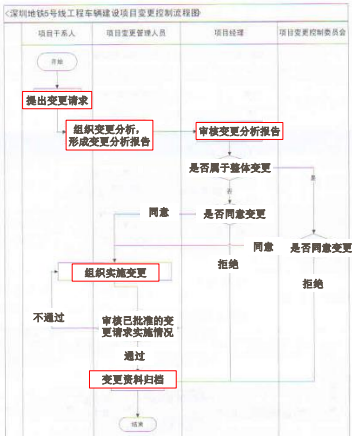 <深圳地铁5号线工程车辆建设项目变更控制流程图>
项目干系人
项目变更管理人员
项目经理
项目变更控制委员会
开始
提出变更请求
组织变更分析，
形成变更分析报告
审核变更分析报告
是否属于整体变更
是
否
同意
是否同意变更
同意
是否同意变更
拒绝
组织实施变更
拒绝
不通过
审核已批准的变
更请求实施情况
通过
变更资料归档
结束